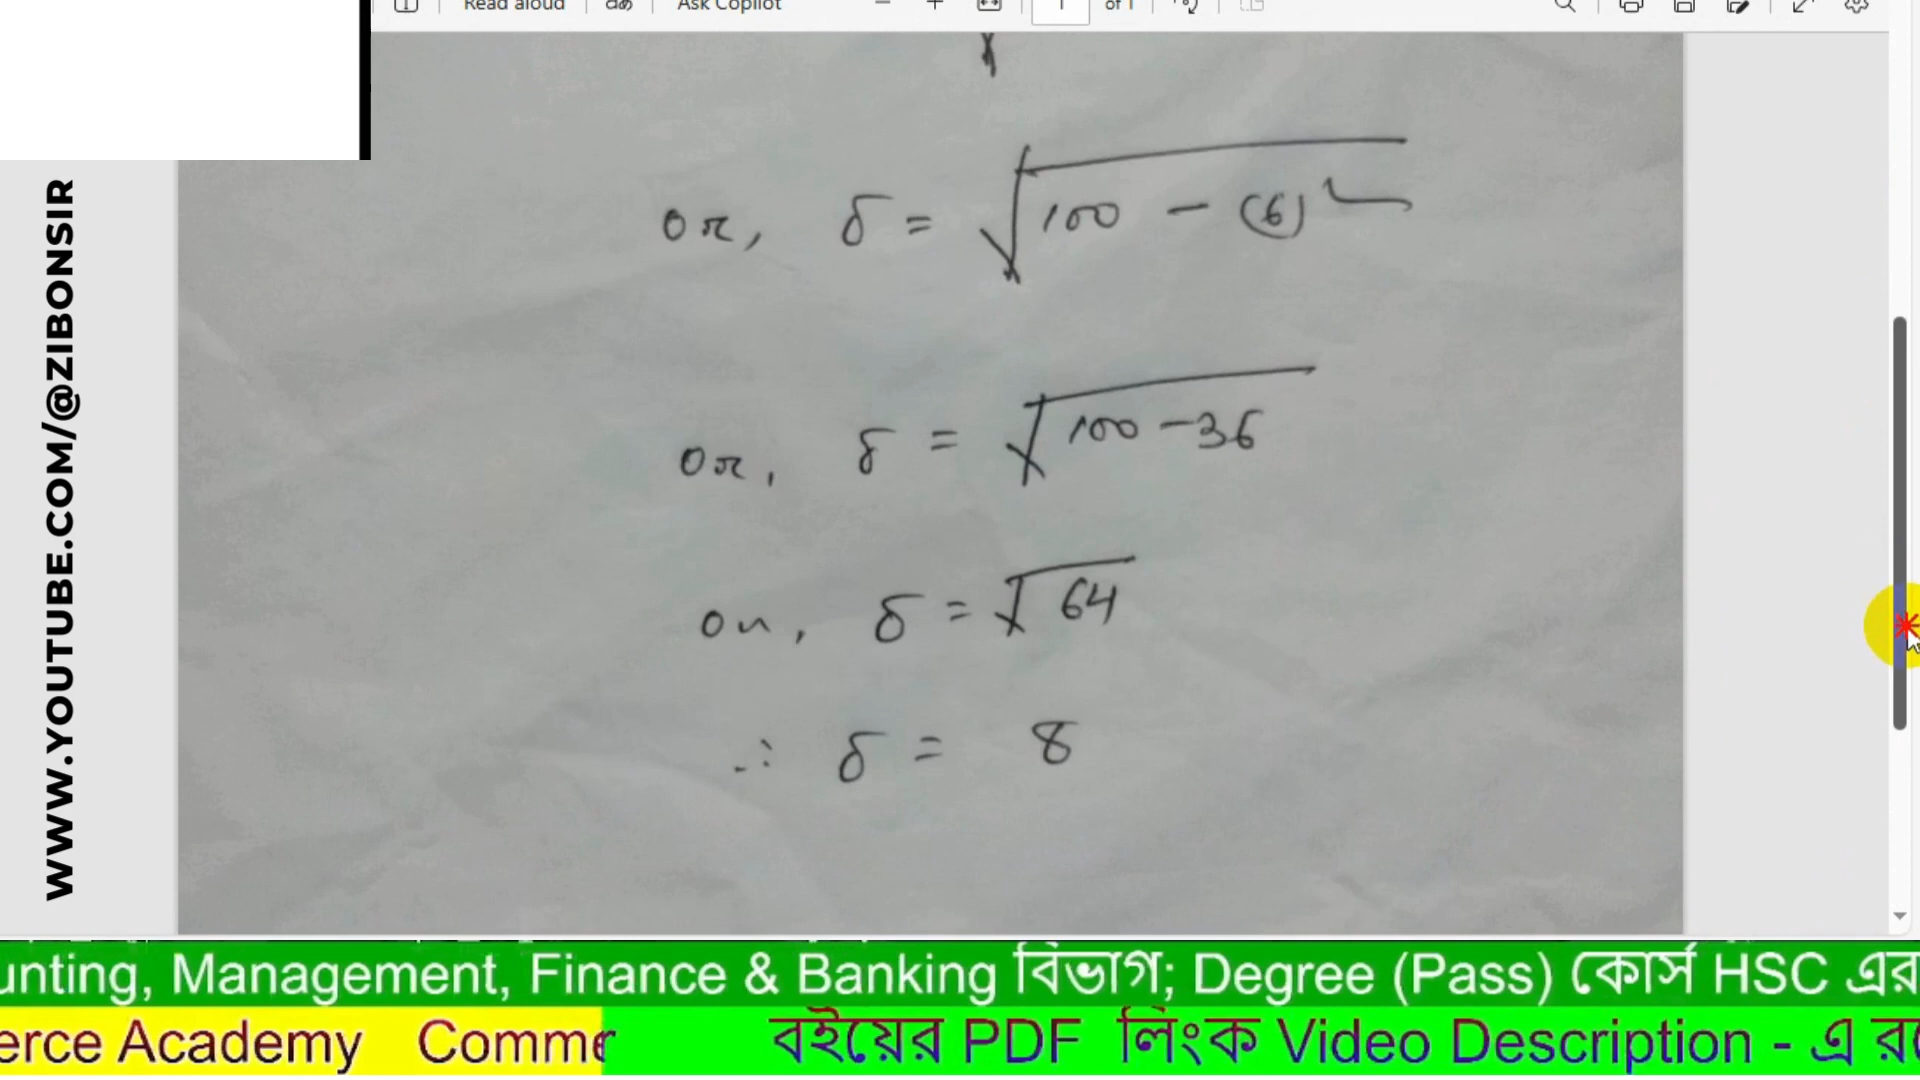 Read aloud Ask Copilot 1 of 1
or, δ = √100 - (6)²
or, δ = √100 - 36
or, δ = √64
∴ δ = 8
WWW.YOUTUBE.COM/@ZIBONSIR
unting, Management, Finance & Banking বিভাগ; Degree (Pass) কোর্স HSC এর
erce Academy Comme
বইয়ের PDF লিংক Video Description - এ